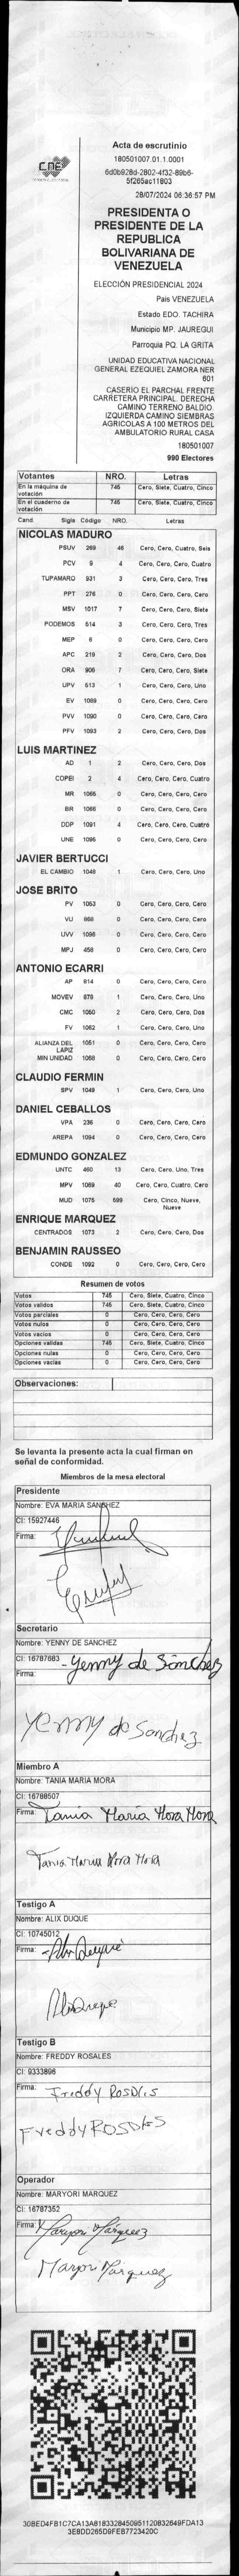 CNE
Acta de escrutinio
180501007.01.1.0001
6d0b928d-2802-4f32-89b6-
5f265ac11803
28/07/2024 06:36:57 PM
PRESIDENTA O
PRESIDENTE DE LA
REPUBLICA
BOLIVARIANA DE
VENEZUELA
ELECCIÓN PRESIDENCIAL 2024
País VENEZUELA
Estado EDO. TACHIRA
Municipio MP. JAUREGUI
Parroquia PQ. LA GRITA
UNIDAD EDUCATIVA NACIONAL
GENERAL EZEQUIEL ZAMORA NER
601
CASERIO EL PARCHAL FRENTE
CARRETERA PRINCIPAL. DERECHA
CAMINO TERRENO BALDIO.
IZQUIERDA CAMINO SIEMBRAS
AGRICOLAS A 100 METROS DEL
AMBULATORIO RURAL CASA
180501007
990 Electores
Votantes NRO. Letras
En la máquina de votación 745 Cero, Siete, Cuatro, Cinco
En el cuaderno de votación 745 Cero, Siete, Cuatro, Cinco
Cand. Sigla Código NRO. Letras
NICOLAS MADURO
PSUV 269 46 Cero, Cero, Cuatro, Seis
PCV 9 4 Cero, Cero, Cero, Cuatro
TUPAMARO 931 3 Cero, Cero, Cero, Tres
PPT 276 0 Cero, Cero, Cero, Cero
MSV 1017 7 Cero, Cero, Cero, Siete
PODEMOS 514 3 Cero, Cero, Cero, Tres
MEP 6 0 Cero, Cero, Cero, Cero
APC 219 2 Cero, Cero, Cero, Dos
ORA 906 7 Cero, Cero, Cero, Siete
UPV 513 1 Cero, Cero, Cero, Uno
EV 1089 0 Cero, Cero, Cero, Cero
PVV 1090 0 Cero, Cero, Cero, Cero
PFV 1093 2 Cero, Cero, Cero, Dos
LUIS MARTINEZ
AD 1 2 Cero, Cero, Cero, Dos
COPEI 2 4 Cero, Cero, Cero, Cuatro
MR 1065 0 Cero, Cero, Cero, Cero
BR 1066 0 Cero, Cero, Cero, Cero
DDP 1091 4 Cero, Cero, Cero, Cuatro
UNE 1095 0 Cero, Cero, Cero, Cero
JAVIER BERTUCCI
EL CAMBIO 1048 1 Cero, Cero, Cero, Uno
JOSE BRITO
PV 1053 0 Cero, Cero, Cero, Cero
VU 868 0 Cero, Cero, Cero, Cero
UVV 1096 0 Cero, Cero, Cero, Cero
MPJ 456 0 Cero, Cero, Cero, Cero
ANTONIO ECARRI
AP 814 0 Cero, Cero, Cero, Cero
MOVEV 878 1 Cero, Cero, Cero, Uno
CMC 1050 2 Cero, Cero, Cero, Dos
FV 1062 1 Cero, Cero, Cero, Uno
ALIANZA DEL LAPIZ 1051 0 Cero, Cero, Cero, Cero
MIN UNIDAD 1068 0 Cero, Cero, Cero, Cero
CLAUDIO FERMIN
SPV 1049 1 Cero, Cero, Cero, Uno
DANIEL CEBALLOS
VPA 236 0 Cero, Cero, Cero, Cero
AREPA 1094 0 Cero, Cero, Cero, Cero
EDMUNDO GONZALEZ
UNTC 460 13 Cero, Cero, Uno, Tres
MPV 1069 40 Cero, Cero, Cuatro, Cero
MUD 1075 599 Cero, Cinco, Nueve,
Nueve
ENRIQUE MARQUEZ
CENTRADOS 1073 2 Cero, Cero, Cero, Dos
BENJAMIN RAUSSEO
CONDE 1092 0 Cero, Cero, Cero, Cero
Resumen de votos
Votos 745 Cero, Siete, Cuatro, Cinco
Votos validos 745 Cero, Siete, Cuatro, Cinco
Votos parciales 0 Cero, Cero, Cero, Cero
Votos nulos 0 Cero, Cero, Cero, Cero
Votos vacios 0 Cero, Cero, Cero, Cero
Opciones validas 745 Cero, Siete, Cuatro, Cinco
Opciones nulas 0 Cero, Cero, Cero, Cero
Opciones vacias 0 Cero, Cero, Cero, Cero
Observaciones:
Se levanta la presente acta la cual firman en
señal de conformidad.
Miembros de la mesa electoral
Presidente
Nombre: EVA MARIA SANCHEZ
CI: 15927446
Firma:
Secretario
Nombre: YENNY DE SANCHEZ
CI: 16787683
Firma: Yenny de Sánchez
Yenny de Sanchez
Miembro A
Nombre: TANIA MARIA MORA
CI: 16788507
Firma: Tania Maria Mora Mora
Tania Maria Mora Mora
Testigo A
Nombre: ALIX DUQUE
CI: 10745012
Firma: Alix Duque
Alix Duque
Testigo B
Nombre: FREDDY ROSALES
CI: 9333896
Firma: Freddy Rosales
Freddy Rosales
Operador
Nombre: MARYORI MARQUEZ
CI: 16787352
Firma: Maryori Márquez
Maryori Márquez
30BED4FB1C7CA13A8183328450951120832649FDA13
3E8DD265D9FEB7723420C